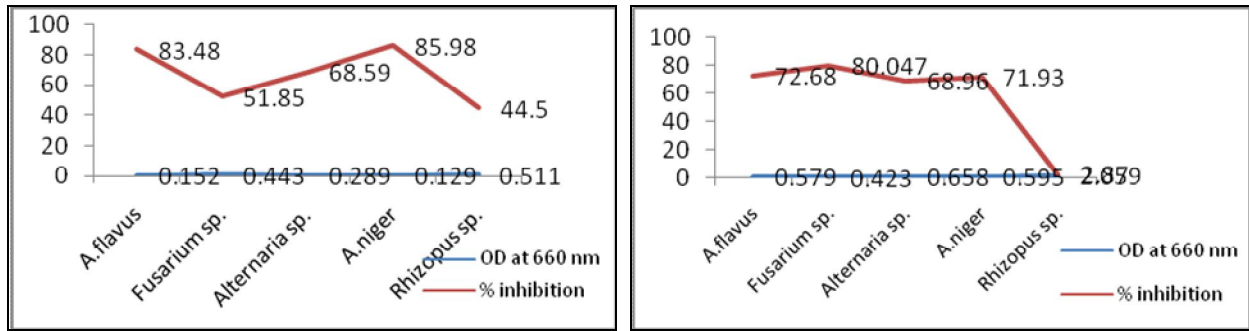 100
80
60
40
20
0
83.48
51.85
68.59
85.98
44.5
0.152
0.443
0.289
0.129
0.511
A.flavus
Fusarium sp.
Alternaria sp.
A.niger
Rhizopus sp.
OD at 660 nm
% inhibition
100
80
60
40
20
0
72.68
80.047
68.96
71.93
0.579
0.423
0.658
0.595
A.flavus
Fusarium sp.
Alternaria sp.
A.niger
Rhizopus sp.
OD at 660 nm
% inhibition